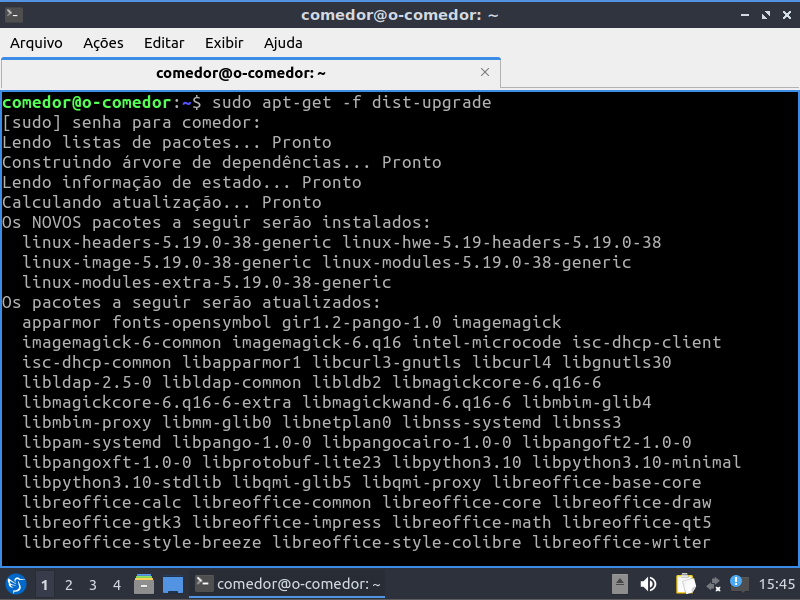 comedor@o-comedor: ~
Arquivo Ações Editar Exibir Ajuda
comedor@o-comedor: ~
comedor@o-comedor:~$ sudo apt-get -f dist-upgrade
[sudo] senha para comedor:
Lendo listas de pacotes... Pronto
Construindo árvore de dependências... Pronto
Lendo informação de estado... Pronto
Calculando atualização... Pronto
Os NOVOS pacotes a seguir serão instalados:
  linux-headers-5.19.0-38-generic linux-hwe-5.19-headers-5.19.0-38
  linux-image-5.19.0-38-generic linux-modules-5.19.0-38-generic
  linux-modules-extra-5.19.0-38-generic
Os pacotes a seguir serão atualizados:
  apparmor fonts-opensymbol gir1.2-pango-1.0 imagemagick
  imagemagick-6-common imagemagick-6.q16 intel-microcode isc-dhcp-client
  isc-dhcp-common libapparmor1 libcurl3-gnutls libcurl4 libgnutls30
  libldap-2.5-0 libldap-common libldb2 libmagickcore-6.q16-6
  libmagickcore-6.q16-6-extra libmagickwand-6.q16-6 libmbim-glib4
  libmbim-proxy libmm-glib0 libnetplan0 libnss-systemd libnss3
  libpam-systemd libpango-1.0-0 libpangocairo-1.0-0 libpangoft2-1.0-0
  libpangoxft-1.0-0 libprotobuf-lite23 libpython3.10 libpython3.10-minimal
  libpython3.10-stdlib libqmi-glib5 libqmi-proxy libreoffice-base-core
  libreoffice-calc libreoffice-common libreoffice-core libreoffice-draw
  libreoffice-gtk3 libreoffice-impress libreoffice-math libreoffice-qt5
  libreoffice-style-breeze libreoffice-style-colibre libreoffice-writer
1 2 3 4 comedor@o-comedor: ~ 15:45